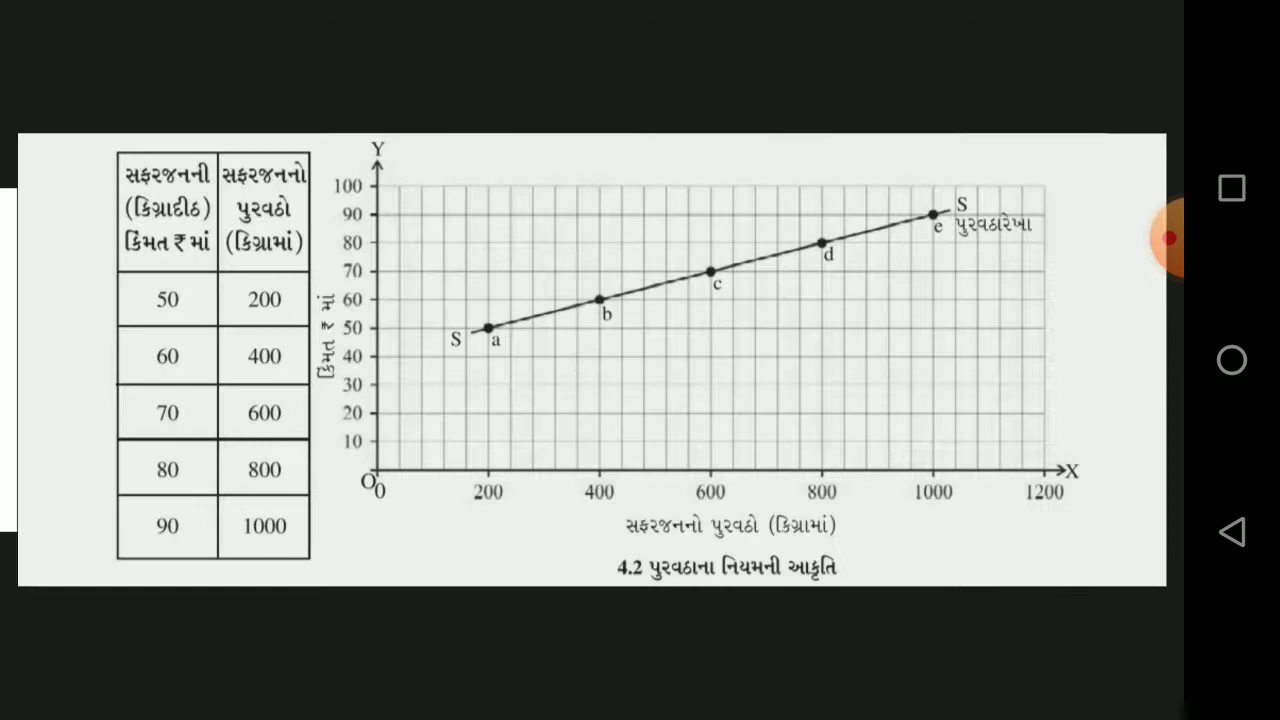 સફરજનની સફરજનનો
(કિગ્રાદીઠ) પુરવઠો
કિંમત ₹ માં (કિગ્રામાં)
50 200
60 400
70 600
80 800
90 1000
Y
100
90
80
70
60
50
40
30
20
10
કિંમત ₹ માં
S
a
b
c
d
e
S
પુરવઠારેખા
O
0 200 400 600 800 1000 1200
X
સફરજનનો પુરવઠો (કિગ્રામાં)
4.2 પુરવઠાના નિયમની આકૃતિ